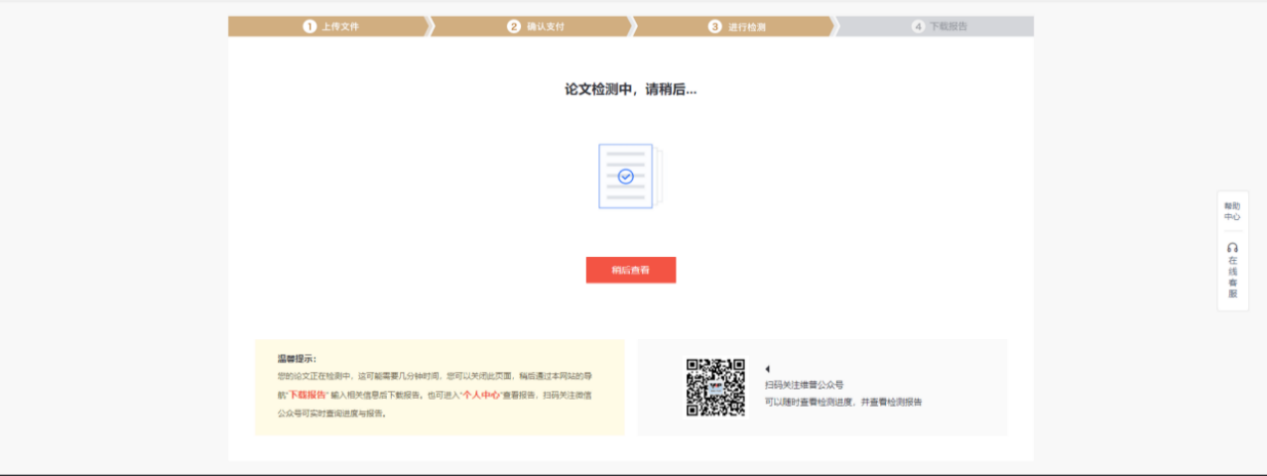 1 上传文件
2 确认支付
3 进行检测
4 下载报告
论文检测中，请稍后...
稍后查看
帮助
中心
在
线
客
服
温馨提示：
您的论文正在检测中，这可能需要几分钟时间，您可以关闭此页面，稍后通过本网站的导
航“下载报告” 输入相关信息后下载报告。也可进入“个人中心”查看报告，扫码关注微信
公众号可实时查询进度与报告。
扫码关注维普公众号
可以随时查看检测进度，并查看检测报告